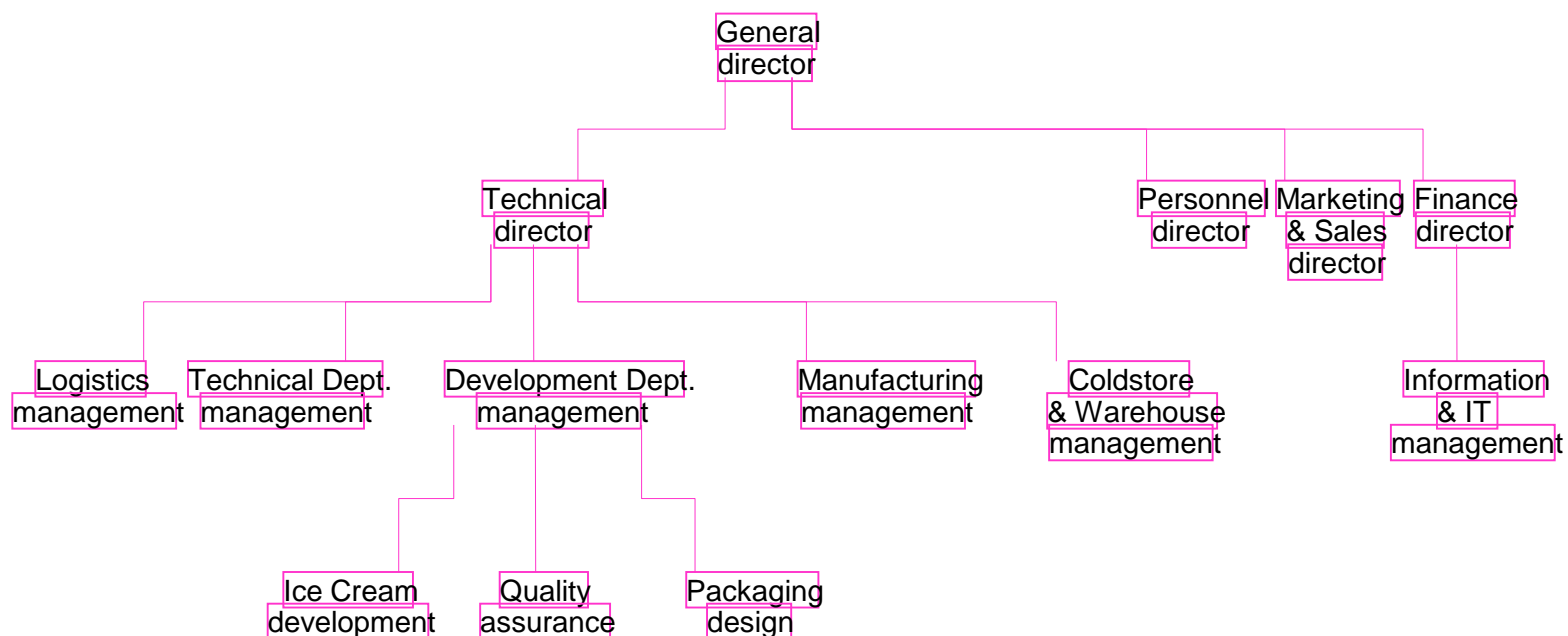 General
director
Technical
director
Personnel
director
Marketing
& Sales
director
Finance
director
Logistics
management
Technical Dept.
management
Development Dept.
management
Manufacturing
management
Coldstore
& Warehouse
management
Information
& IT
management
Ice Cream
development
Quality
assurance
Packaging
design